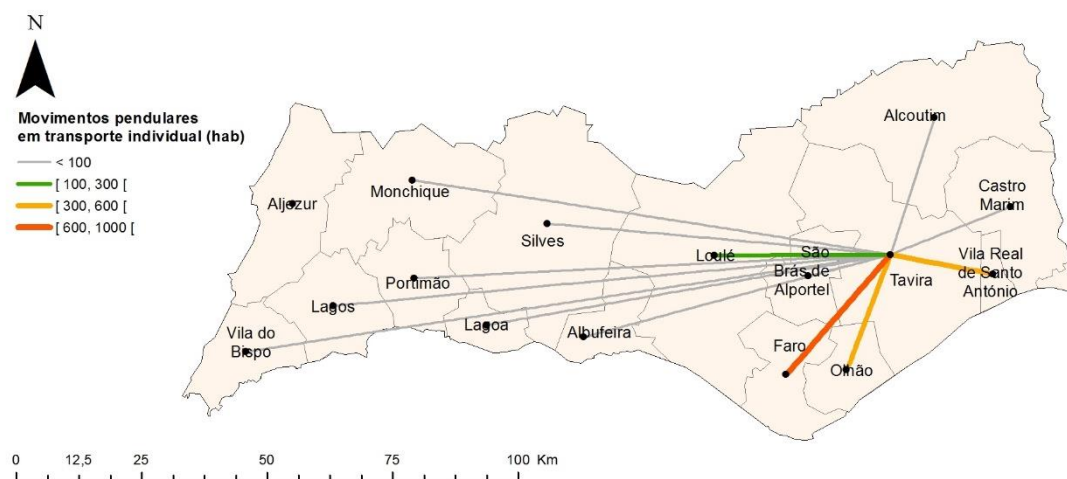 N
Movimentos pendulares
em transporte individual (hab)
< 100
[ 100, 300 [
[ 300, 600 [
[ 600, 1000 [
Alcoutim
Castro
Marim
Monchique
Aljezur
Silves
Loulé
São
Brás de
Alportel
Tavira
Vila Real
de Santo
António
Portimão
Lagos
Lagoa
Albufeira
Vila do
Bispo
Faro
Olhão
0 12,5 25 50 75 100 Km